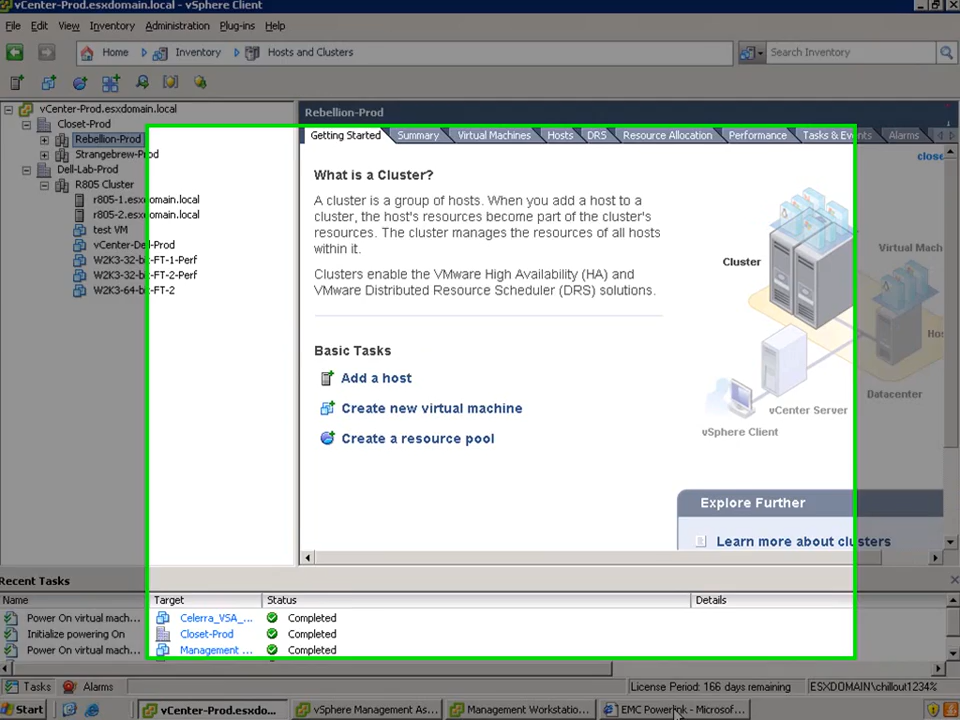 vCenter-Prod.esxdomain.local - vSphere Client
File Edit View Inventory Administration Plug-ins Help
Home Inventory Hosts and Clusters Search Inventory
vCenter-Prod.esxdomain.local
Closet-Prod
Rebellion-Prod
Strangebrew-Prod
Dell-Lab-Prod
R805 Cluster
r805-1.esxdomain.local
r805-2.esxdomain.local
test VM
vCenter-Dell-Prod
W2K3-32-bit-FT-1-Perf
W2K3-32-bit-FT-2-Perf
W2K3-64-bit-FT-2
Rebellion-Prod
Getting Started Summary Virtual Machines Hosts DRS Resource Allocation Performance Tasks & Events Alarms
close
What is a Cluster?
A cluster is a group of hosts. When you add a host to a
cluster, the host's resources become part of the cluster's
resources. The cluster manages the resources of all hosts
within it.
Clusters enable the VMware High Availability (HA) and
VMware Distributed Resource Scheduler (DRS) solutions.
Basic Tasks
Add a host
Create new virtual machine
Create a resource pool
Cluster
Virtual Mach
Hos
Datacenter
vCenter Server
vSphere Client
Explore Further
Learn more about clusters
Recent Tasks
Name Target Status Details
Power On virtual mach... Celerra_VSA_... Completed
Initialize powering On Closet-Prod Completed
Power On virtual mach... Management ... Completed
Tasks Alarms License Period: 166 days remaining ESXDOMAIN\chillout1234%
Start vCenter-Prod.esxdo... vSphere Management As... Management Workstatio... EMC Powerlink - Microsof...